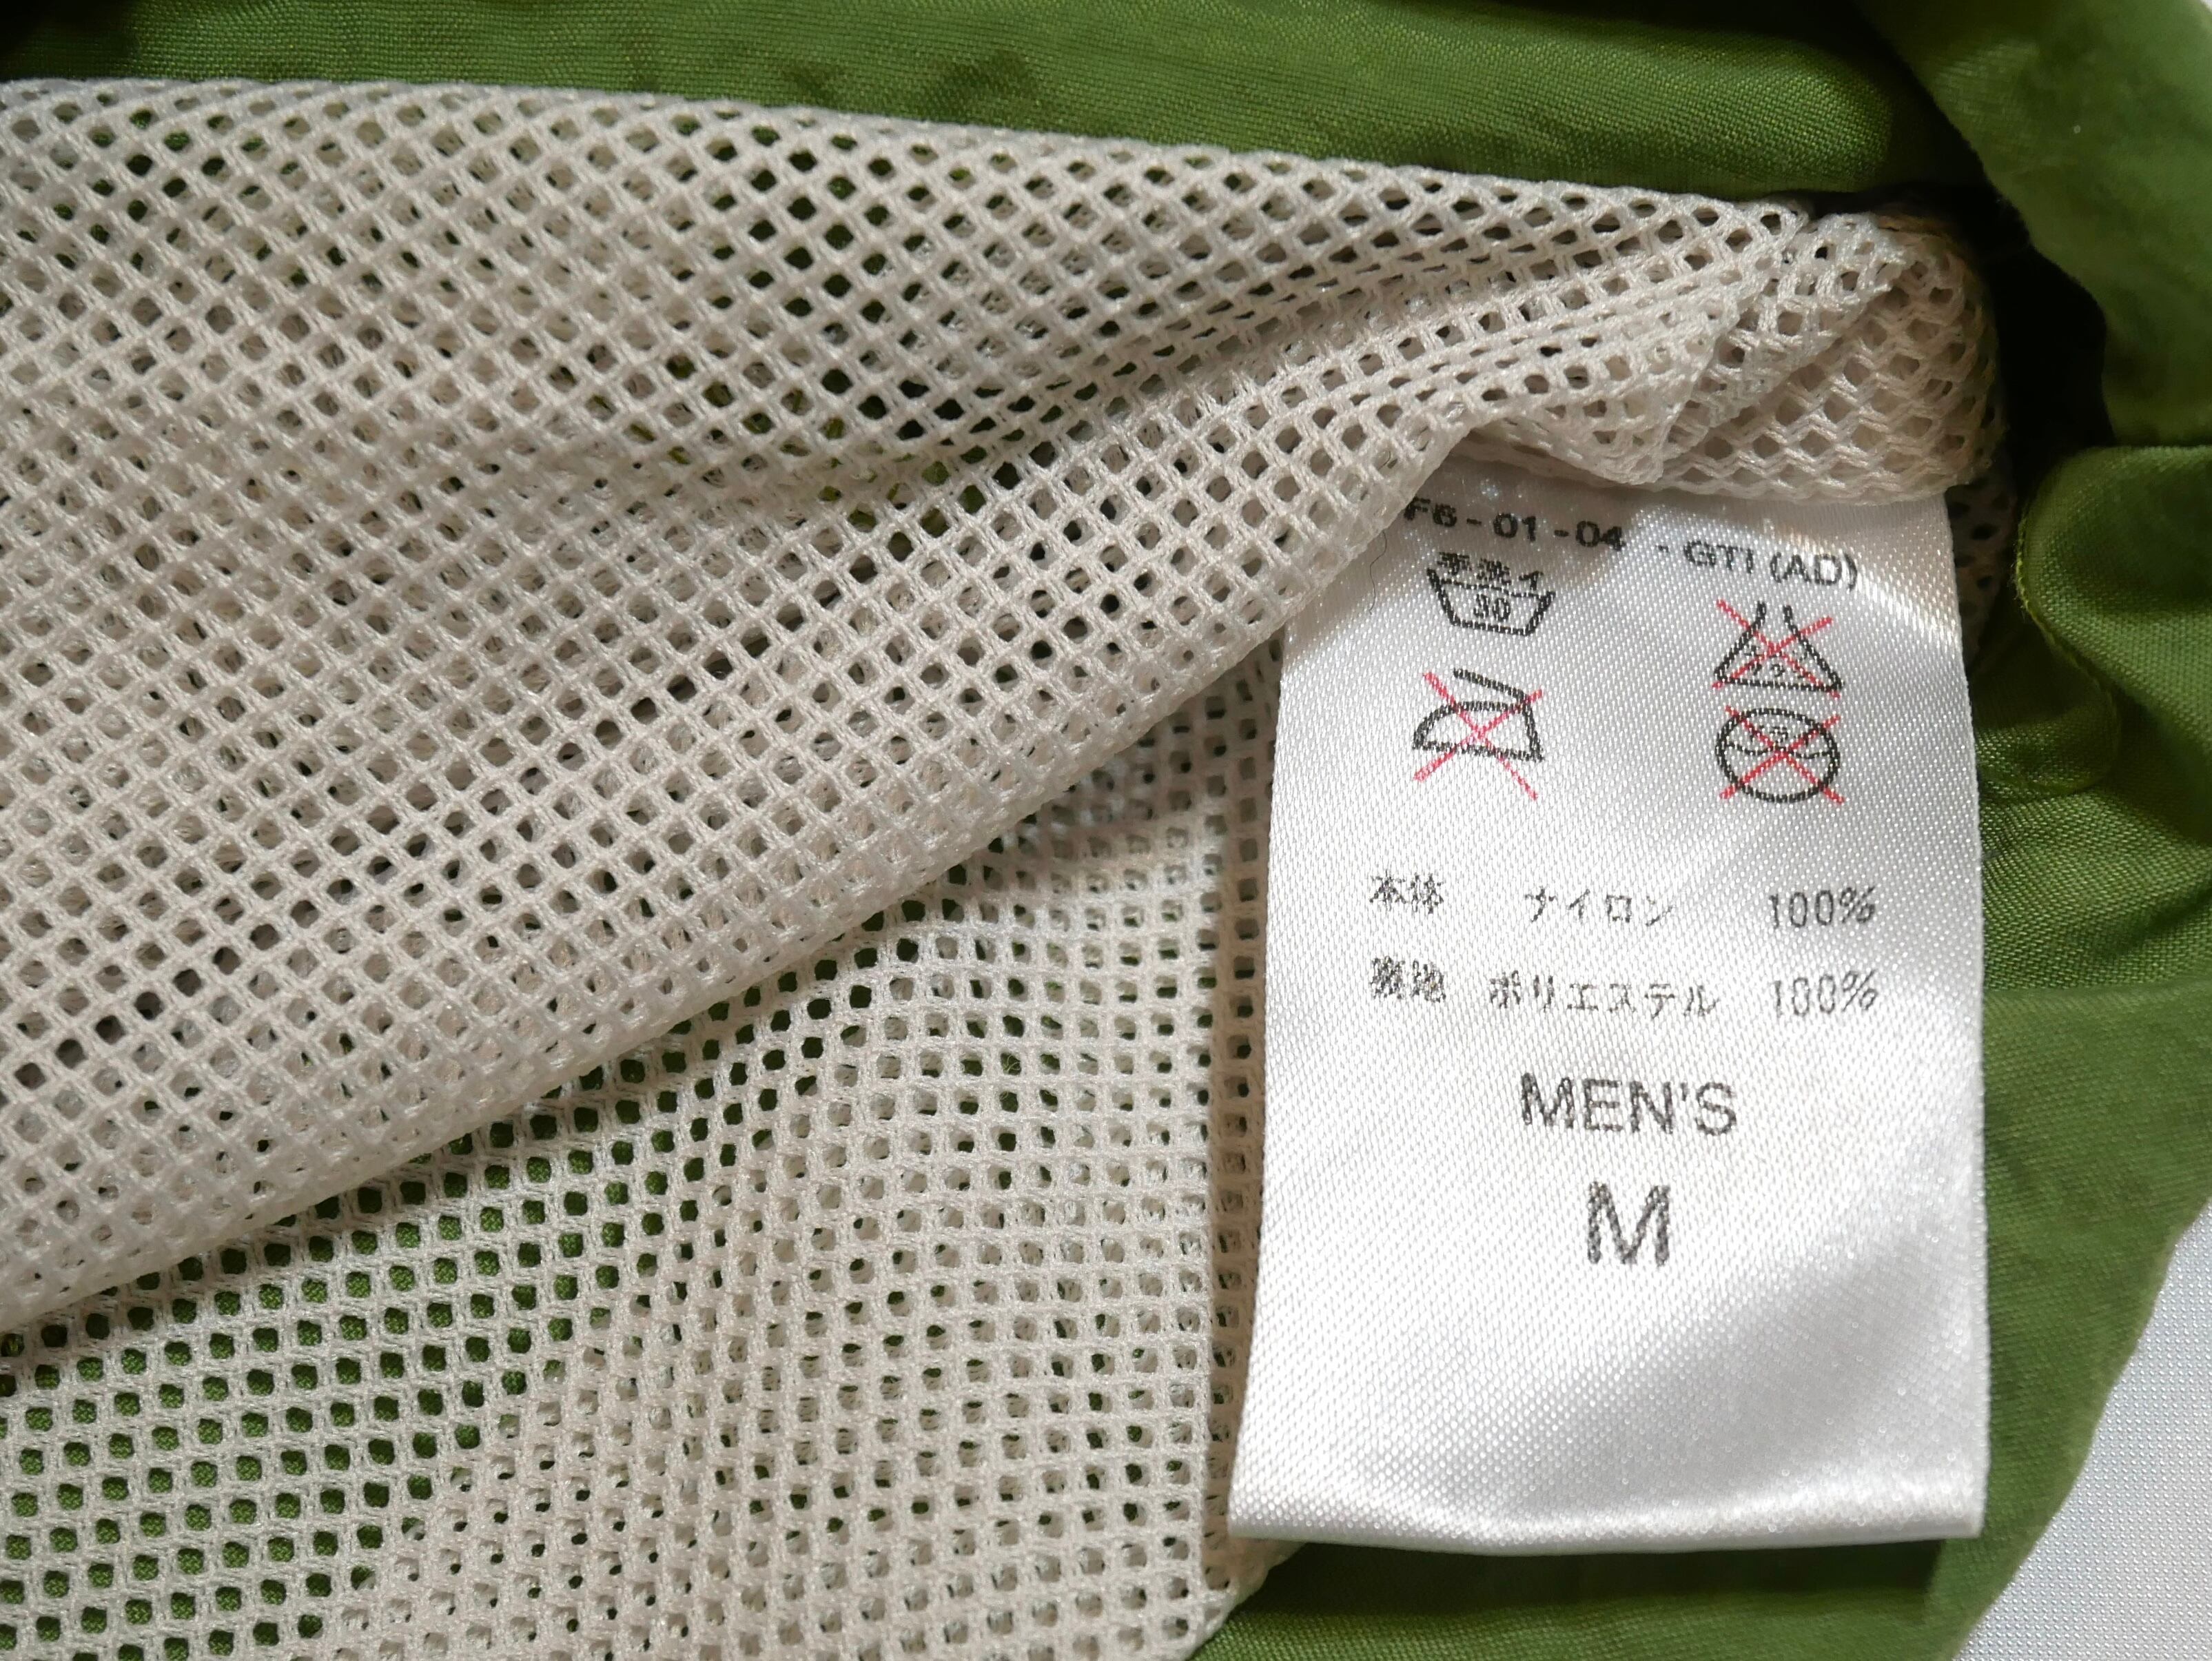 F6-01-04 - GTI (AD)
手洗イ
30
本体 ナイロン 100%
裏地 ポリエステル 100%
MEN'S
M